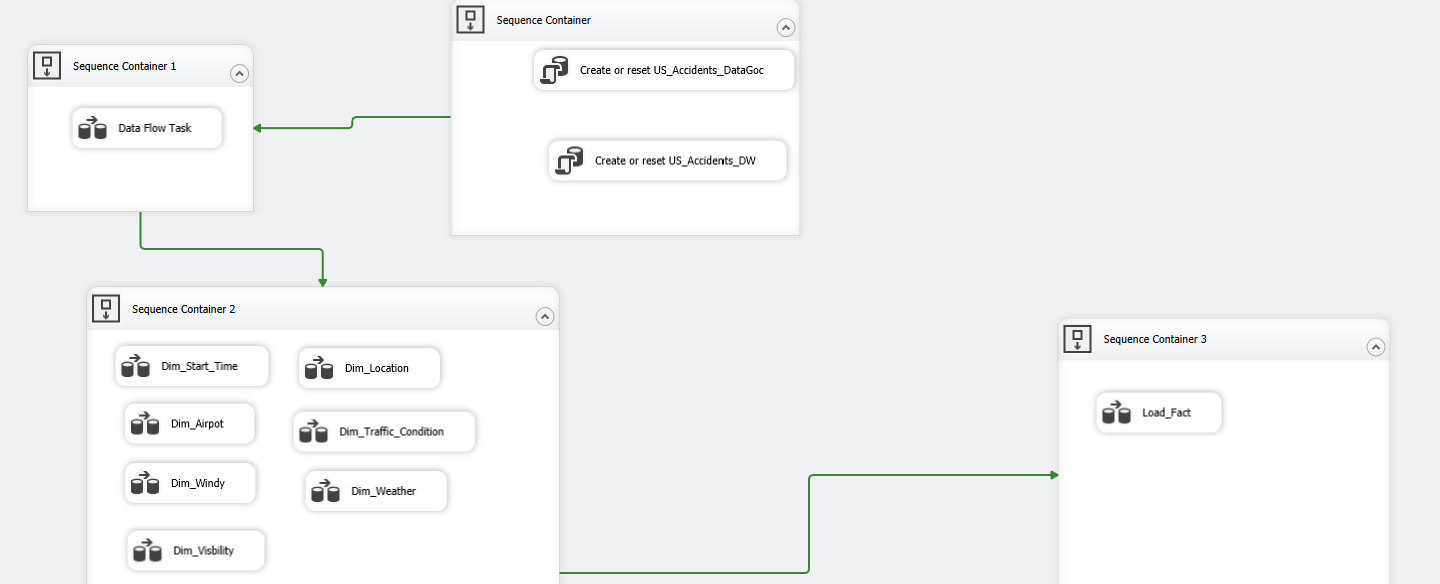 Sequence Container
Create or reset US_Accidents_DataGoc
Create or reset US_Accidents_DW
Sequence Container 1
Data Flow Task
Sequence Container 2
Dim_Start_Time
Dim_Location
Dim_Airpot
Dim_Traffic_Condition
Dim_Windy
Dim_Weather
Dim_Visbility
Sequence Container 3
Load_Fact